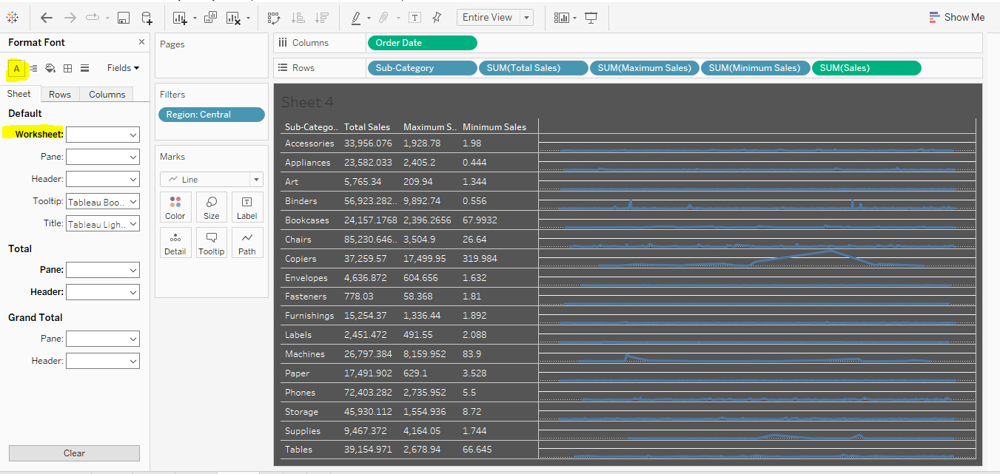 Entire View
Show Me
Format Font
A
Fields
Sheet Rows Columns
Default
Worksheet:
Pane:
Header:
Tooltip: Tableau Boo..
Title: Tableau Ligh..
Total
Pane:
Header:
Grand Total
Pane:
Header:
Clear
Pages
Filters
Region: Central
Marks
Line
Color Size Label
Detail Tooltip Path
Columns Order Date
Rows Sub-Category SUM(Total Sales) SUM(Maximum Sales) SUM(Minimum Sales) SUM(Sales)
Sheet 4
Sub-Catego.. Total Sales Maximum S.. Minimum Sales
Accessories 33,956.076 1,928.78 1.98
Appliances 23,582.033 2,405.2 0.444
Art 5,765.34 209.94 1.344
Binders 56,923.282.. 9,892.74 0.556
Bookcases 24,157.1768 2,396.2656 67.9932
Chairs 85,230.646.. 3,504.9 26.64
Copiers 37,259.57 17,499.95 319.984
Envelopes 4,636.872 604.656 1.632
Fasteners 778.03 58.368 1.81
Furnishings 15,254.37 1,336.44 1.892
Labels 2,451.472 491.55 2.088
Machines 26,797.384 8,159.952 83.9
Paper 17,491.902 629.1 3.528
Phones 72,403.282 2,735.952 5.5
Storage 45,930.112 1,554.936 8.72
Supplies 9,467.372 4,164.05 1.744
Tables 39,154.971 2,678.94 66.645